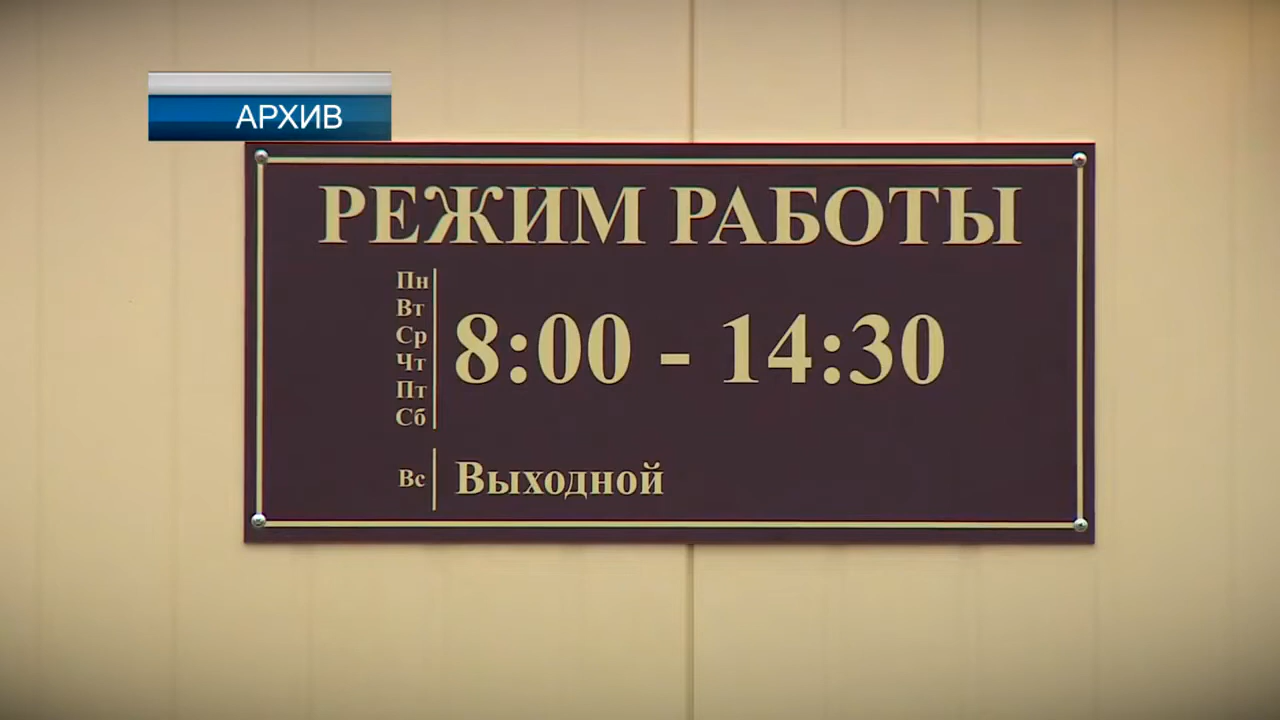 АРХИВ
РЕЖИМ РАБОТЫ
Пн
Вт
Ср
Чт
Пт
Сб
8:00 - 14:30
Вс
Выходной